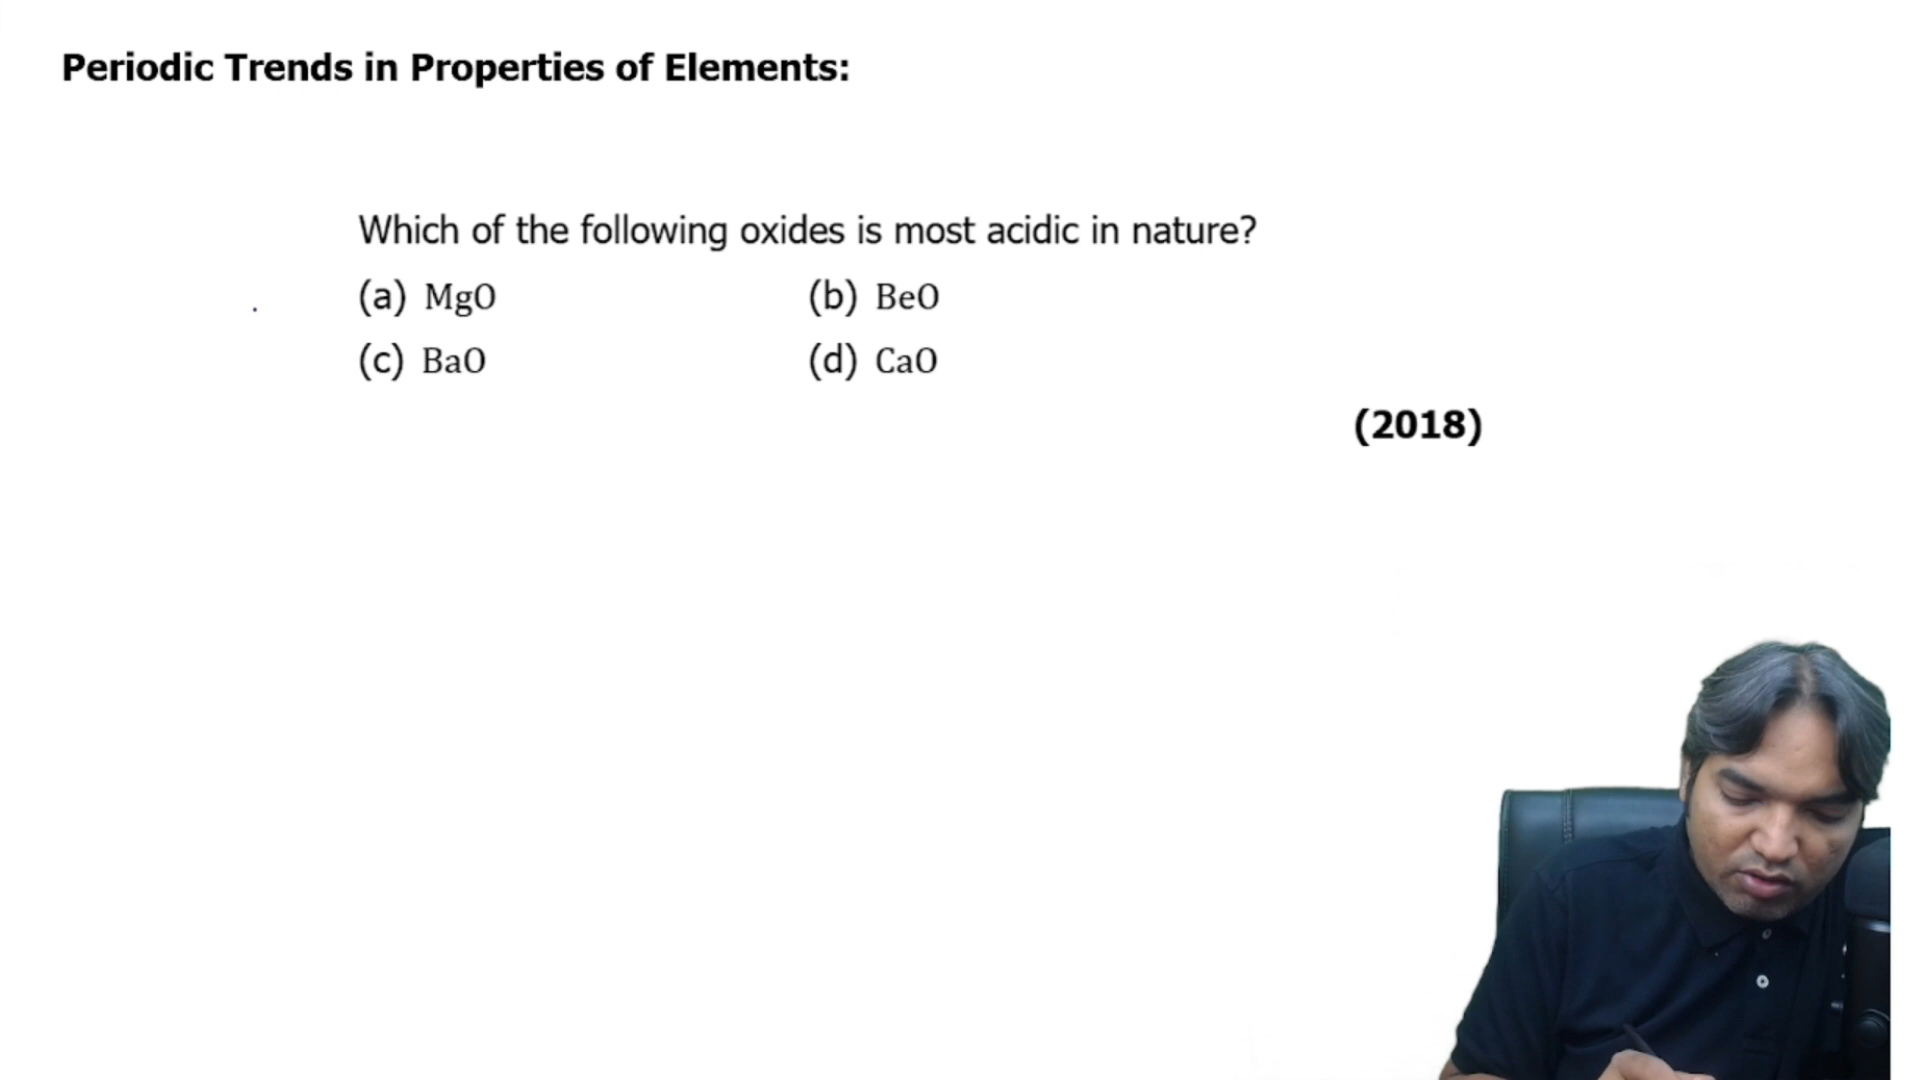 Periodic Trends in Properties of Elements:
Which of the following oxides is most acidic in nature?
(a) MgO (b) BeO
(c) BaO (d) CaO
(2018)